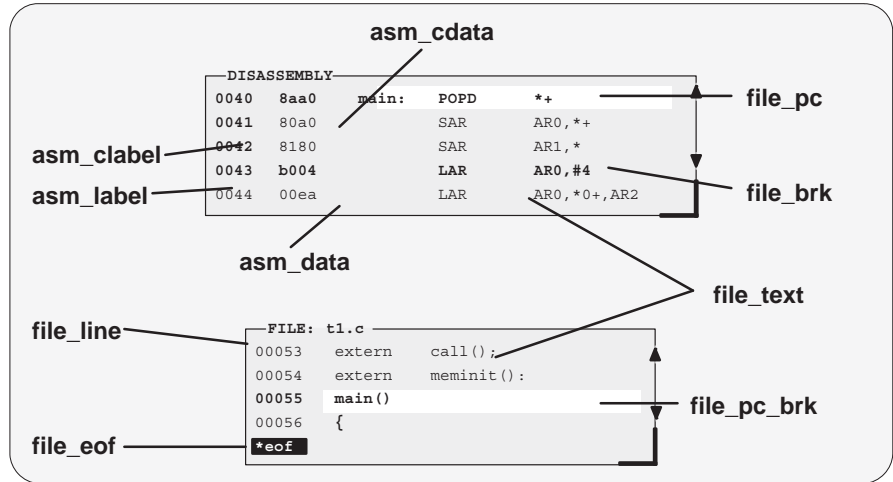 asm_cdata
DISASSEMBLY
0040 8aa0 main: POPD *+
file_pc
0041 80a0 SAR AR0,*+
asm_clabel
0042 8180 SAR AR1,*
0043 b004 LAR AR0,#4
file_brk
asm_label
0044 00ea LAR AR0,*0+,AR2
asm_data
file_text
file_line
FILE: t1.c
00053 extern call();
00054 extern meminit():
00055 main()
file_pc_brk
00056 {
file_eof
*eof